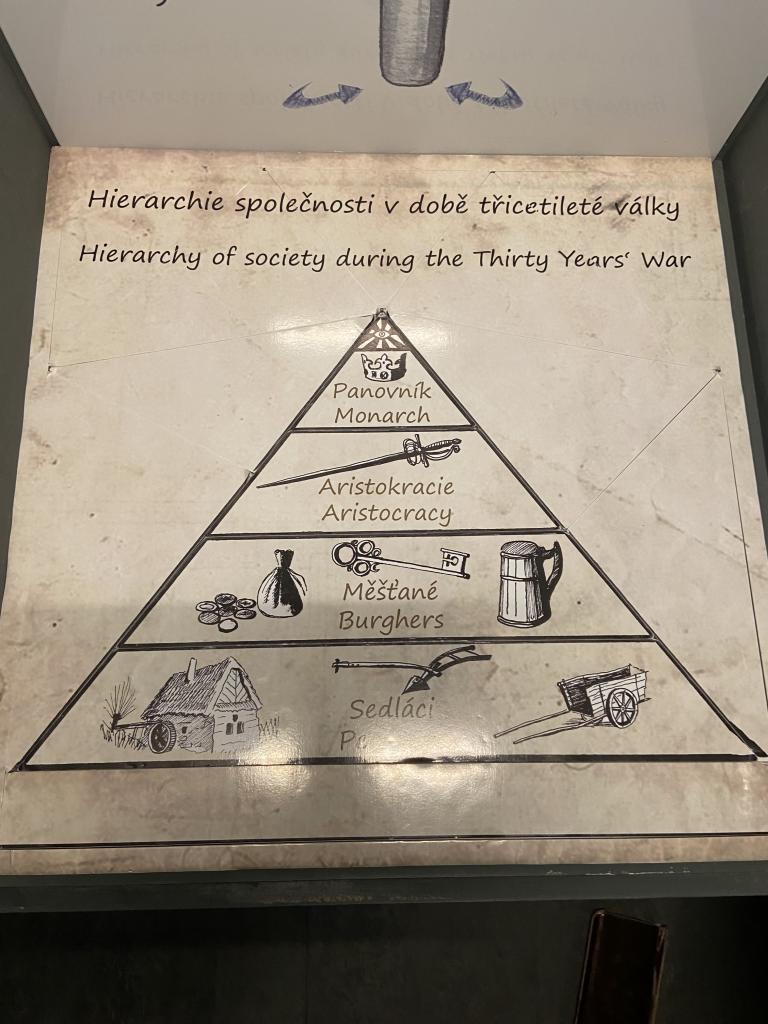 Hierarchie společnosti v době třicetileté války
Hierarchy of society during the Thirty Years‘ War
Panovník
Monarch
Aristokracie
Aristocracy
Měšťané
Burghers
Sedláci